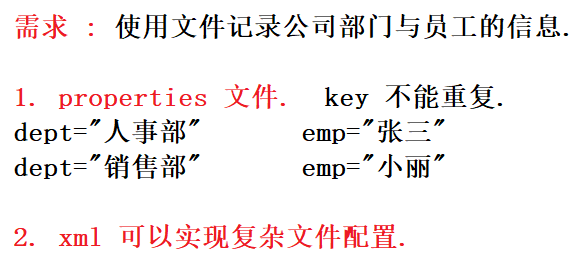 需求 : 使用文件记录公司部门与员工的信息.
1. properties 文件. key 不能重复.
dept="人事部" emp="张三"
dept="销售部" emp="小丽"
2. xml 可以实现复杂文件配置.